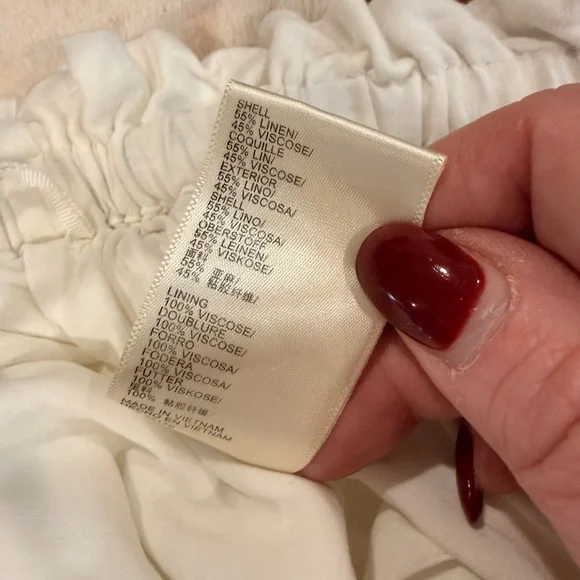 SHELL
55% LINEN/
45% VISCOSE/
COQUILLE
55% LIN/
45% VISCOSE/
EXTERIOR
55% LINO/
45% VISCOSA/
SHELL
55% LINO/
45% VISCOSA/
OBERSTOFF
55% LEINEN/
45% VISKOSE/
面料
55% 亚麻/
45% 粘胶纤维/
LINING
100% VISCOSE/
DOUBLURE
100% VISCOSE/
FORRO
100% VISCOSA/
FODERA
100% VISCOSA/
FUTTER
100% VISKOSE/
里料
100% 粘胶纤维/
MADE IN VIETNAM
HECHO EN VIETNAM